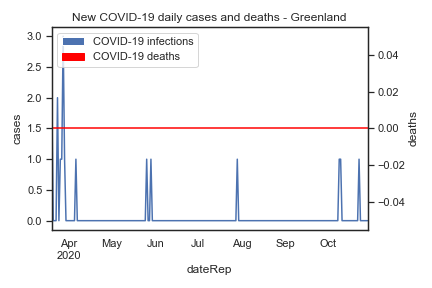 New COVID-19 daily cases and deaths - Greenland
COVID-19 infections
COVID-19 deaths
3.0
2.5
2.0
1.5
1.0
0.5
0.0
cases
0.04
0.02
0.00
−0.02
−0.04
deaths
Apr May Jun Jul Aug Sep Oct
2020
dateRep